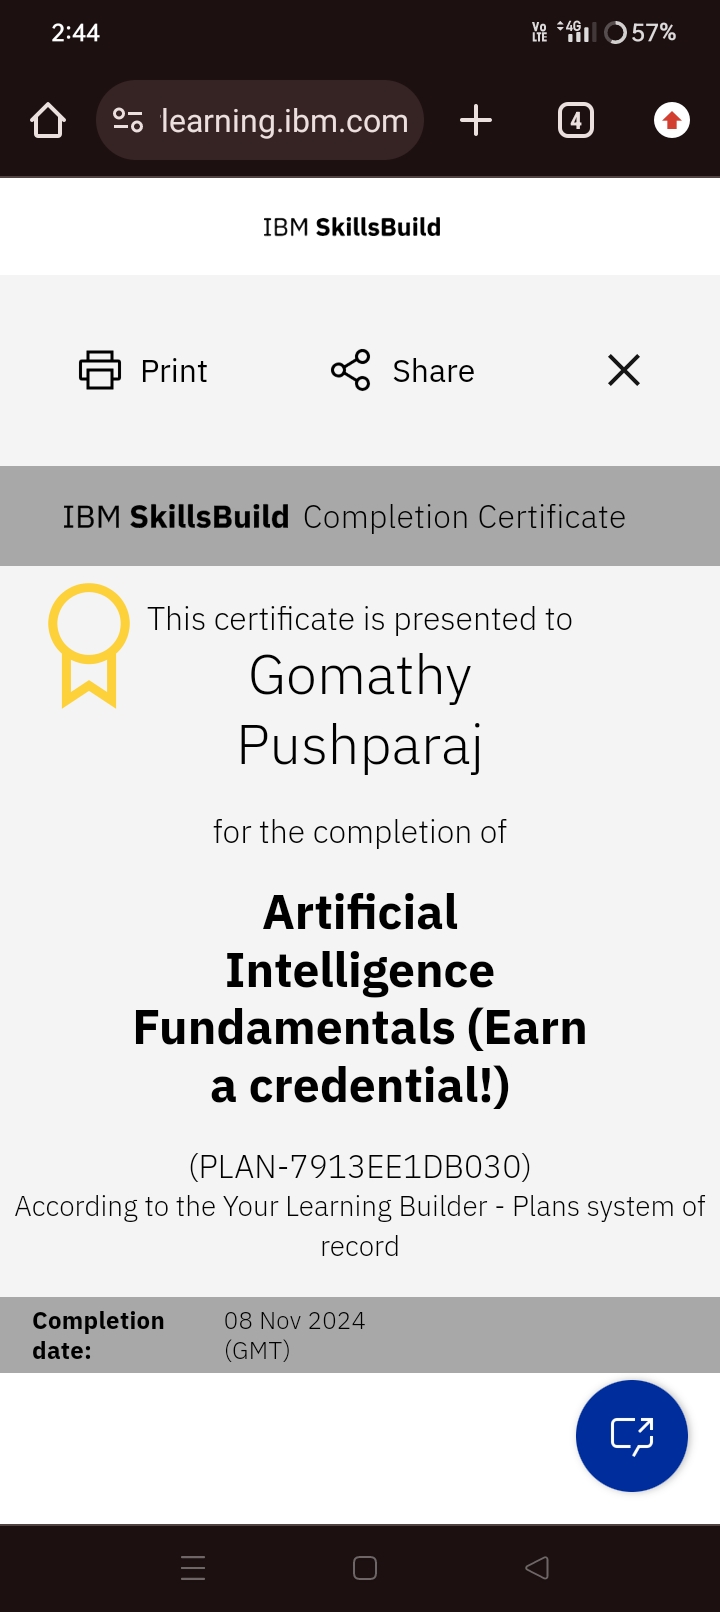 2:44
Vo LTE 4G 57%
learning.ibm.com
4
IBM SkillsBuild
Print
Share
IBM SkillsBuild Completion Certificate
This certificate is presented to
Gomathy
Pushparaj
for the completion of
Artificial
Intelligence
Fundamentals (Earn
a credential!)
(PLAN-7913EE1DB030)
According to the Your Learning Builder - Plans system of
record
Completion
date:
08 Nov 2024
(GMT)